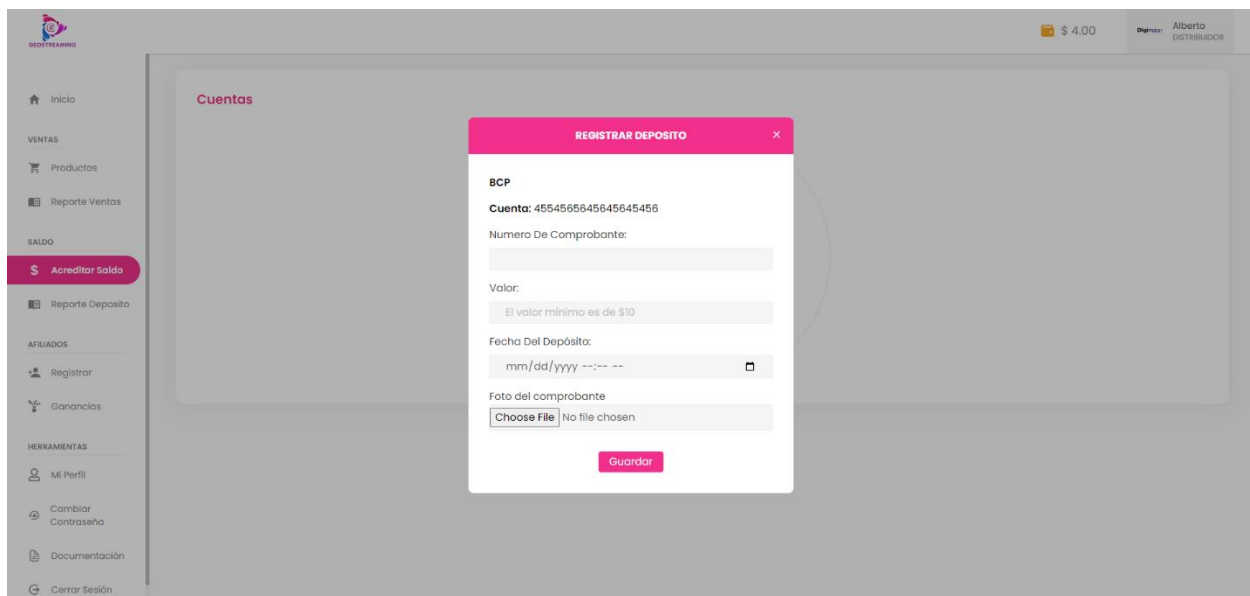 GEOSTREAMING
$ 4.00
Digimas
Alberto
DISTRIBUIDOR
Inicio
VENTAS
Productos
Reporte Ventas
SALDO
$ Acreditar Saldo
Reporte Deposito
AFILIADOS
Registrar
Ganancias
HERRAMIENTAS
Mi Perfil
Cambiar
Contraseña
Documentación
Cerrar Sesión
Cuentas
REGISTRAR DEPOSITO ×
BCP
Cuenta: 4554565645645645456
Numero De Comprobante:
Valor:
El valor minimo es de $10
Fecha Del Depósito:
mm/dd/yyyy --:-- --
Foto del comprobante
Choose File No file chosen
Guardar